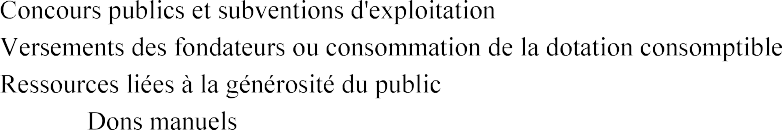 Concours publics et subventions d'exploitation
Versements des fondateurs ou consommation de la dotation consomptible
Ressources liées à la générosité du public
Dons manuels